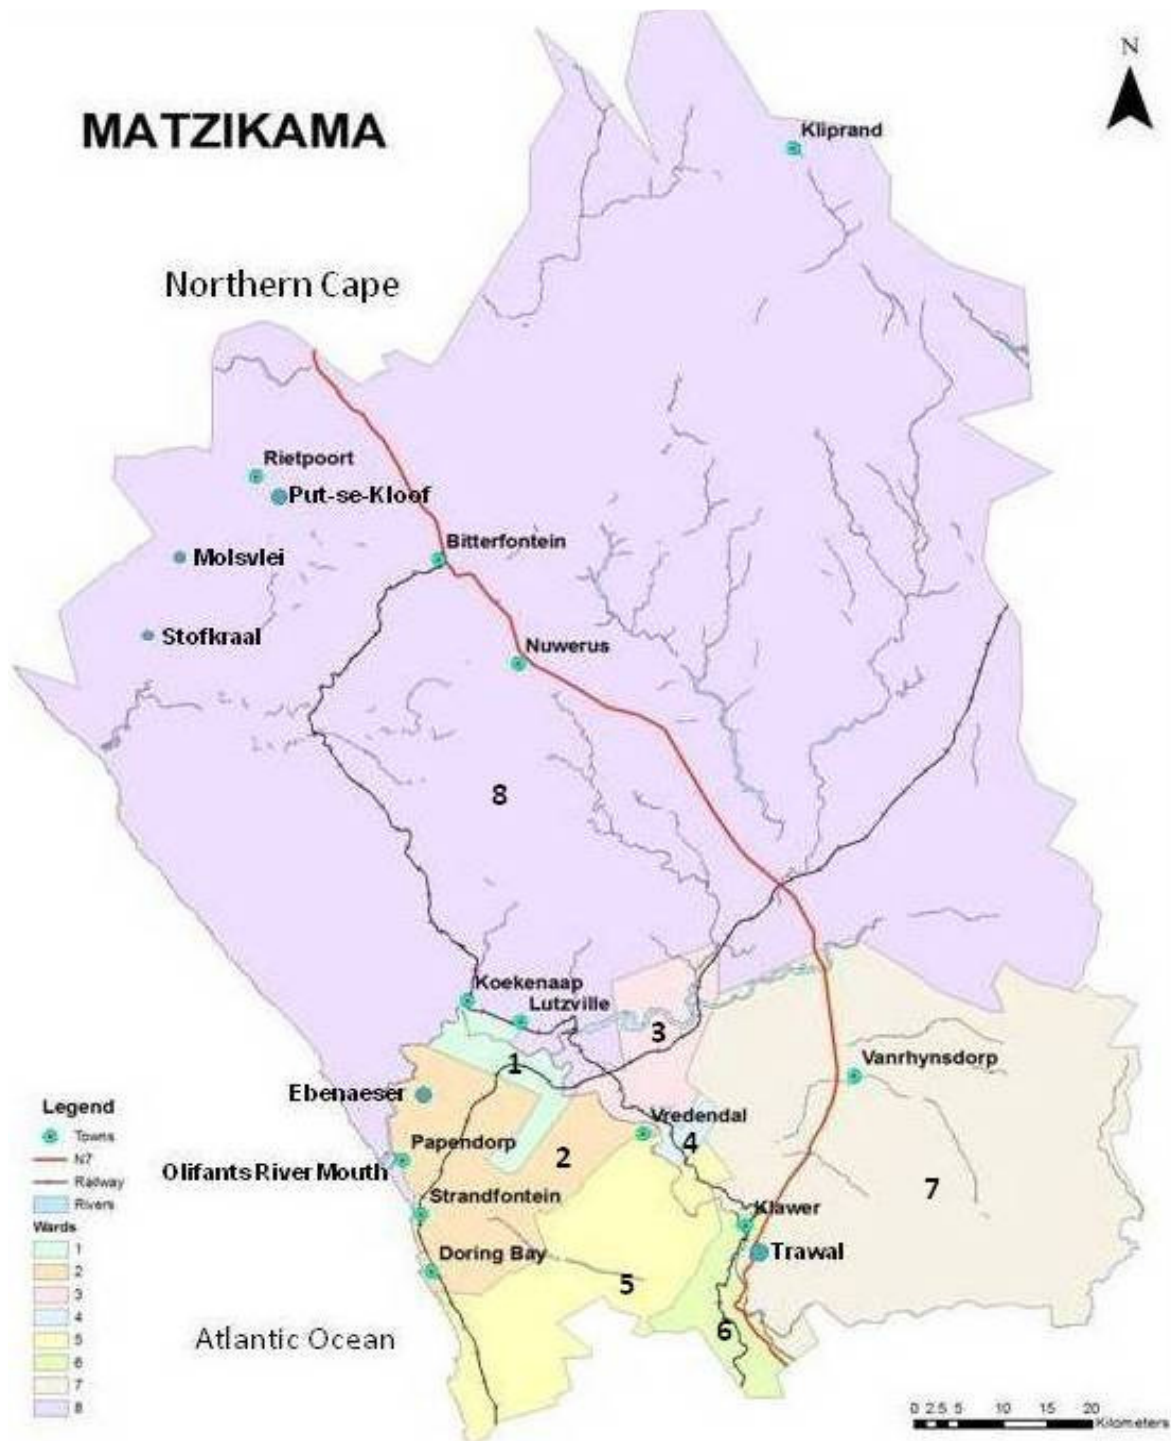 N
MATZIKAMA
Kliprand
Northern Cape
Rietpoort
Put-se-Kloof
Bitterfontein
Molsvlei
Stofkraal
Nuwerus
8
Koekenaap
Lutzville
3
1
Vanrhynsdorp
Ebenaeser
Vredendal
Papendorp
4
2
Olifants River Mouth
7
Strandfontein
Klawer
Doring Bay
Trawal
5
6
Atlantic Ocean
Legend
Towns
N7
Railway
Rivers
Wards
1
2
3
4
5
6
7
8
0 2.5 5 10 15 20
Kilometers